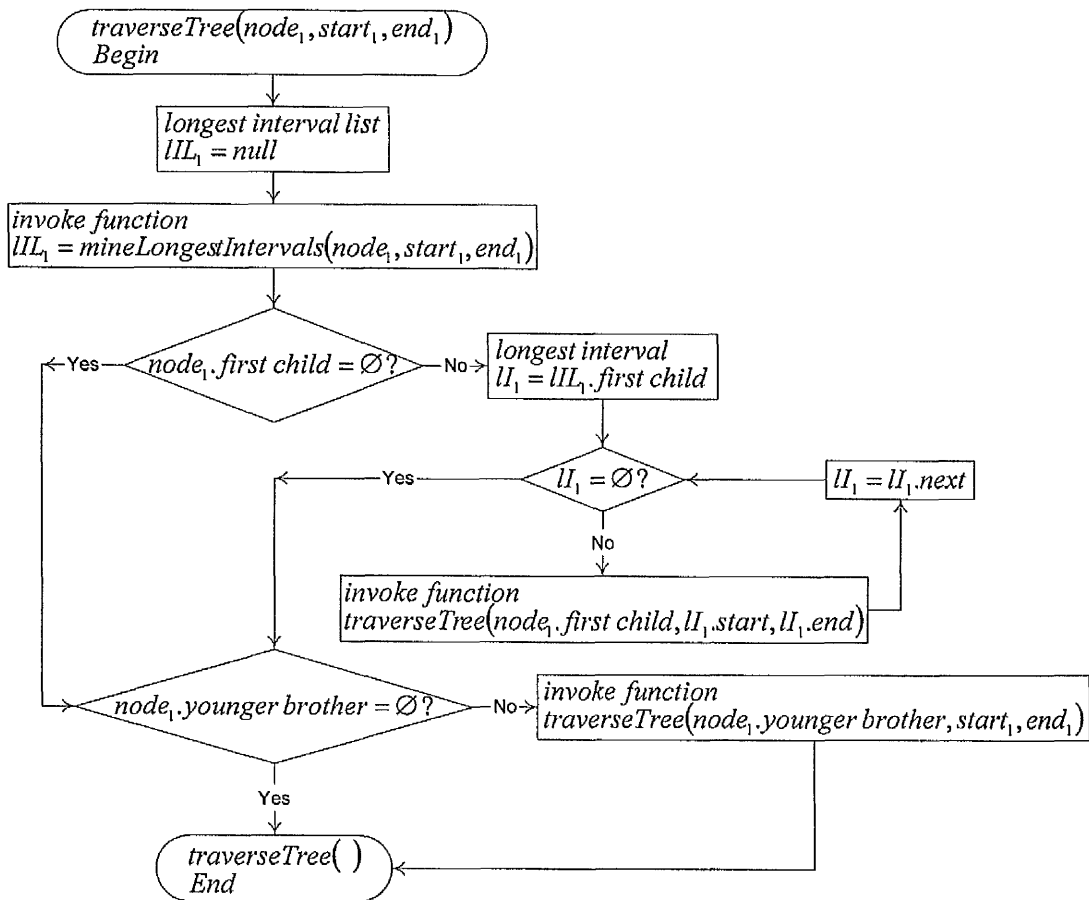 traverseTree(node₁, start₁, end₁)
Begin
longest interval list
lIL₁ = null
invoke function
lIL₁ = mineLongestIntervals(node₁, start₁, end₁)
node₁.first child = ∅?
Yes
No
longest interval
lI₁ = lIL₁.first child
lI₁ = ∅?
Yes
lI₁ = lI₁.next
No
invoke function
traverseTree(node₁.first child, lI₁.start, lI₁.end)
node₁.younger brother = ∅?
No
invoke function
traverseTree(node₁.younger brother, start₁, end₁)
Yes
traverseTree( )
End